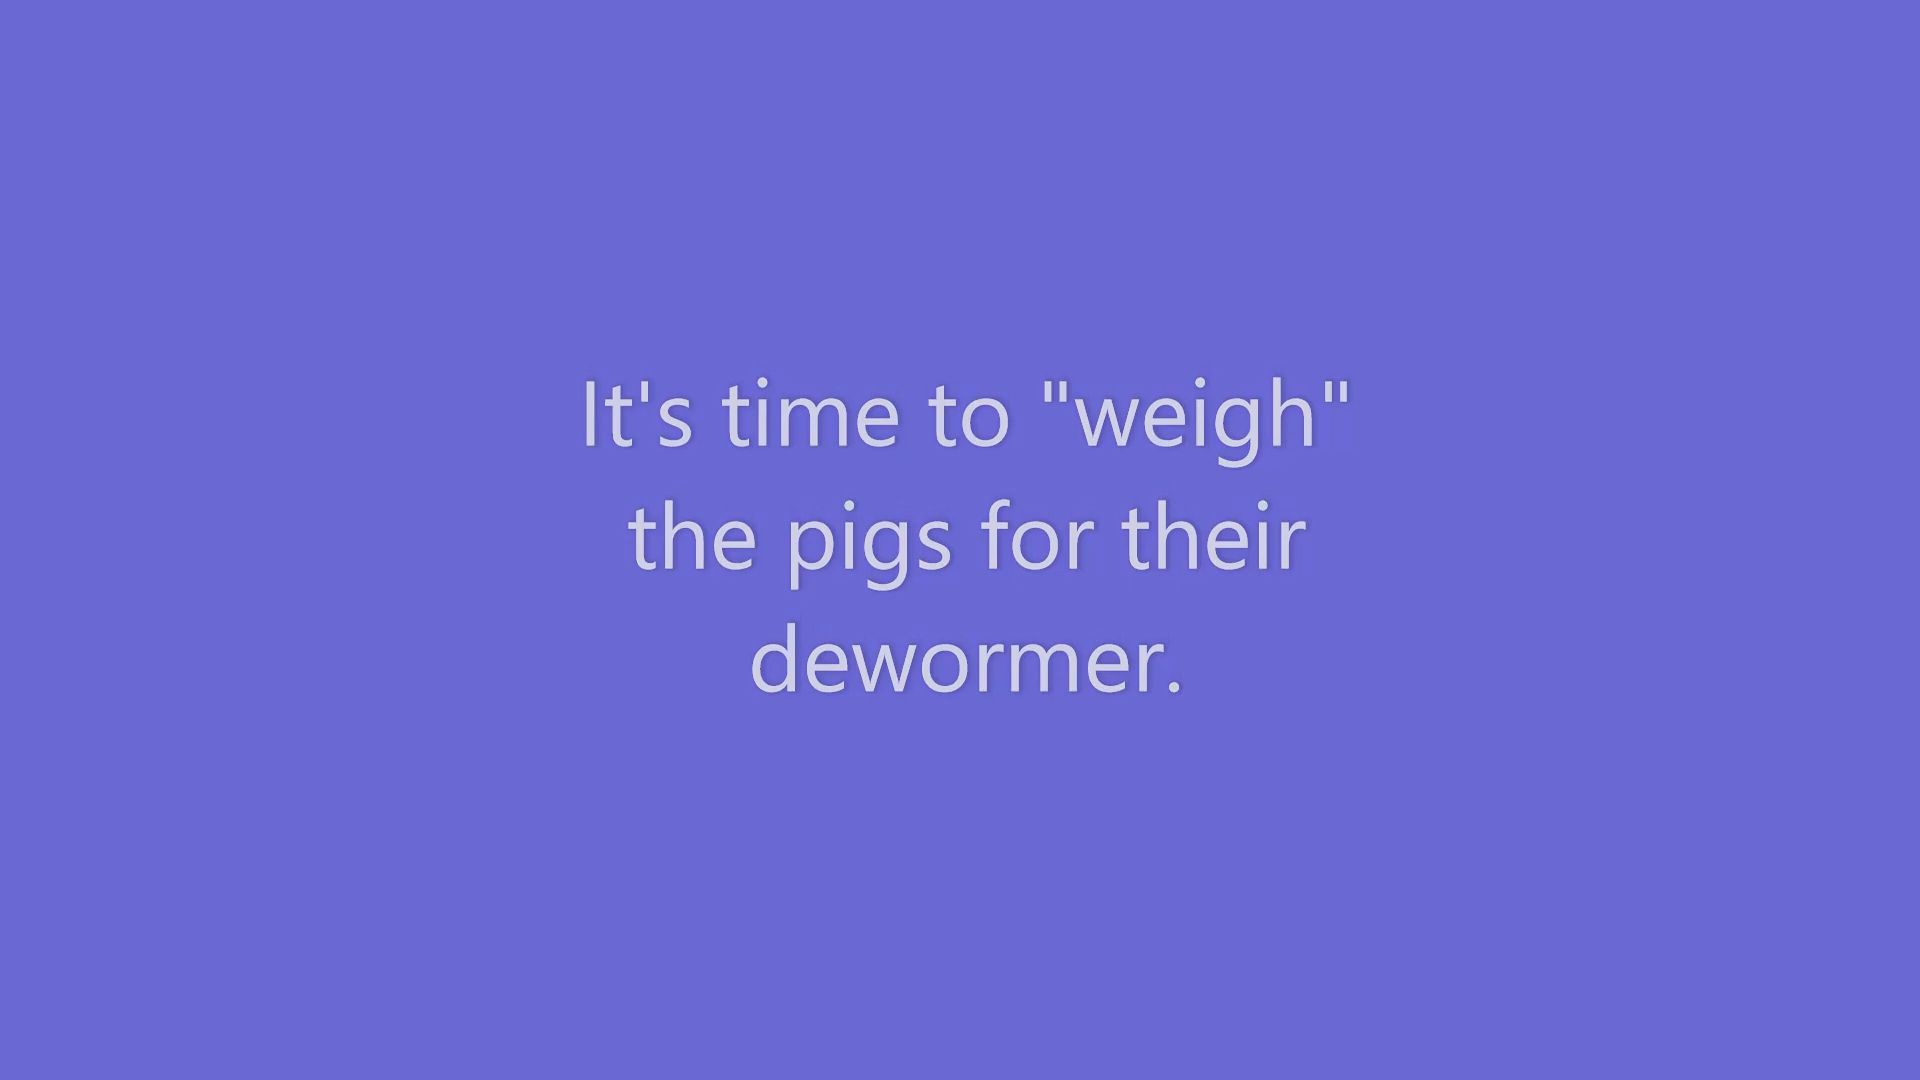 It's time to "weigh"
the pigs for their
dewormer.